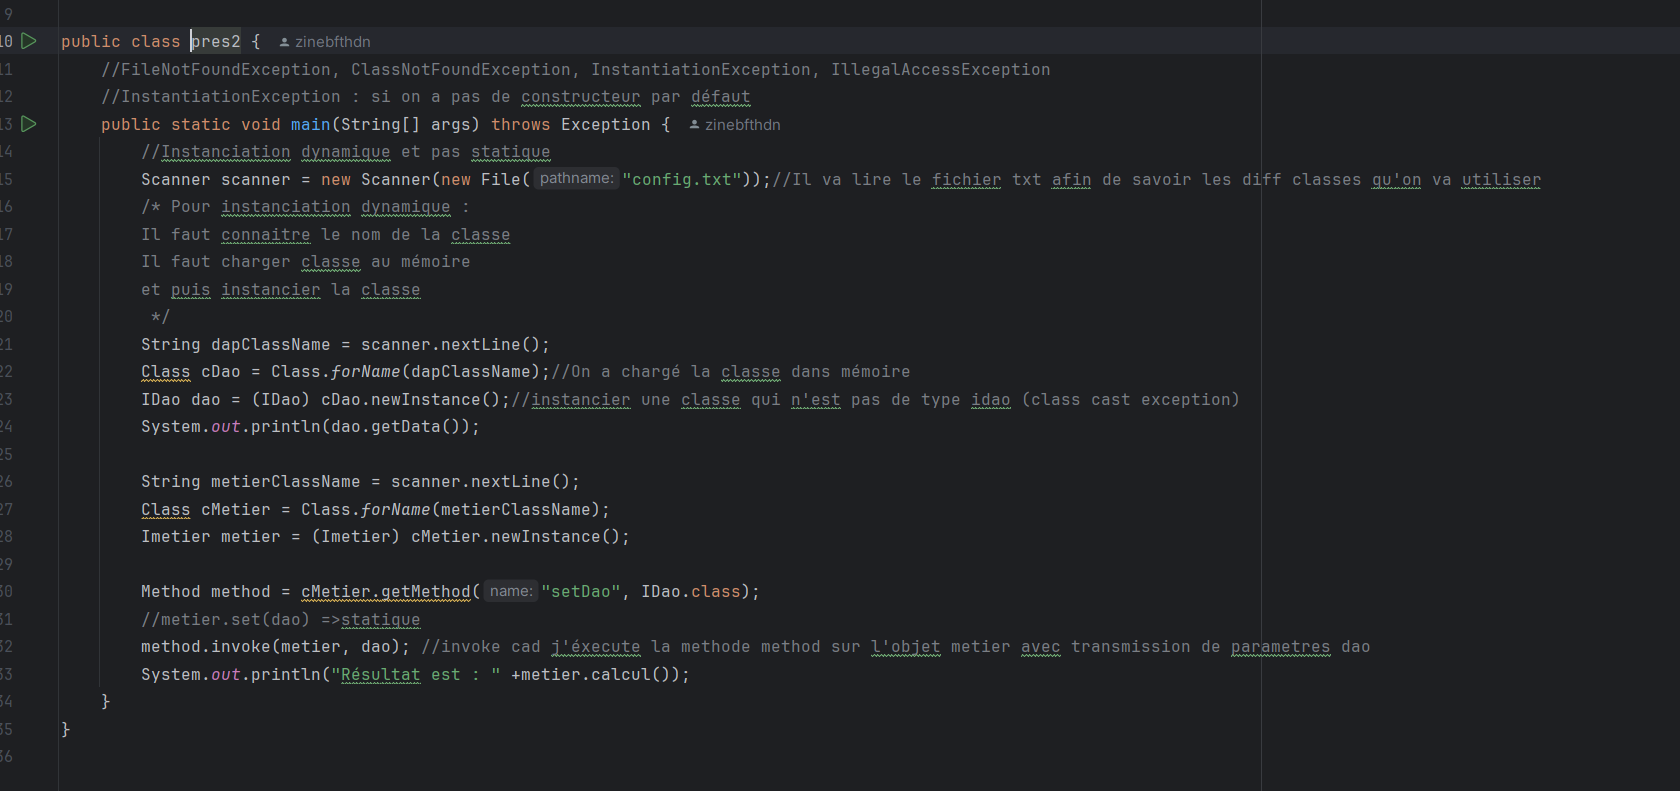 9
10 public class pres2 { zinebfthdn
11 //FileNotFoundException, ClassNotFoundException, InstantiationException, IllegalAccessException
12 //InstantiationException : si on a pas de constructeur par défaut
13 public static void main(String[] args) throws Exception { zinebfthdn
14 //Instanciation dynamique et pas statique
15 Scanner scanner = new Scanner(new File( pathname: "config.txt"));//Il va lire le fichier txt afin de savoir les diff classes qu'on va utiliser
16 /* Pour instanciation dynamique :
17 Il faut connaitre le nom de la classe
18 Il faut charger classe au mémoire
19 et puis instancier la classe
20 */
21 String dapClassName = scanner.nextLine();
22 Class cDao = Class.forName(dapClassName);//On a chargé la classe dans mémoire
23 IDao dao = (IDao) cDao.newInstance();//instancier une classe qui n'est pas de type idao (class cast exception)
24 System.out.println(dao.getData());
25
26 String metierClassName = scanner.nextLine();
27 Class cMetier = Class.forName(metierClassName);
28 Imetier metier = (Imetier) cMetier.newInstance();
29
30 Method method = cMetier.getMethod( name: "setDao", IDao.class);
31 //metier.set(dao) =>statique
32 method.invoke(metier, dao); //invoke cad j'éxecute la methode method sur l'objet metier avec transmission de parametres dao
33 System.out.println("Résultat est : " +metier.calcul());
34 }
35 }
36